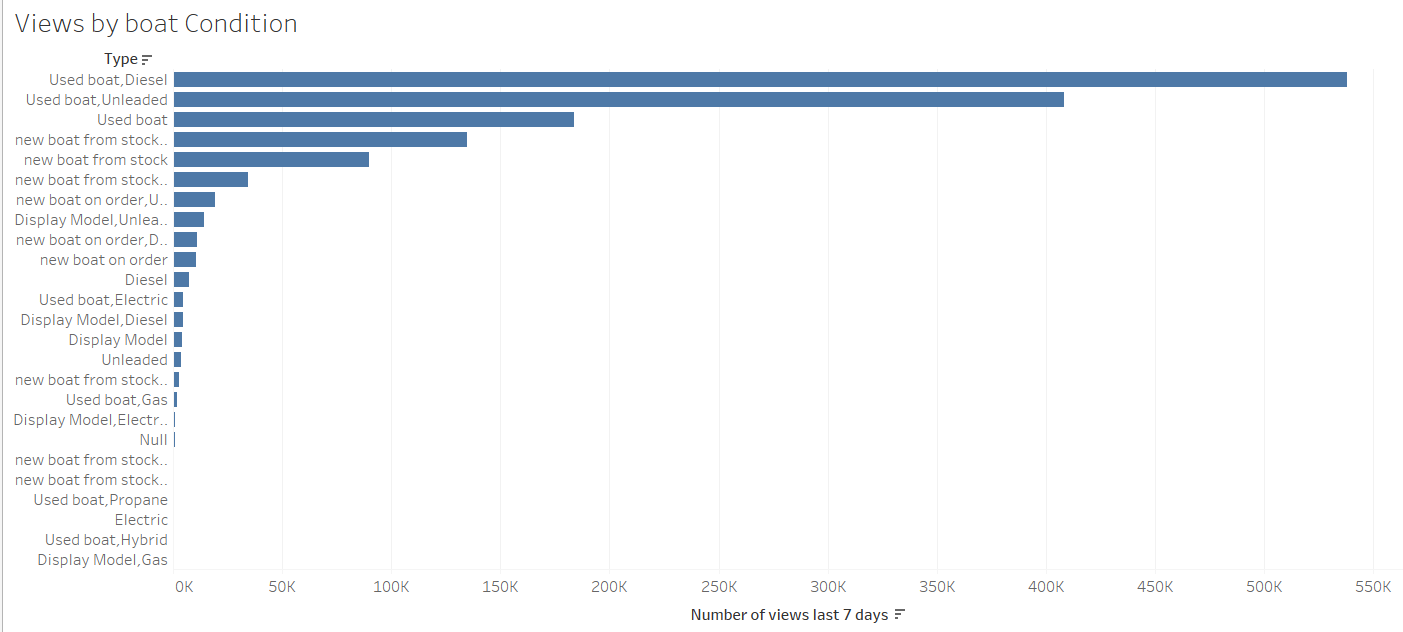 Views by boat Condition
Type
Used boat,Diesel
Used boat,Unleaded
Used boat
new boat from stock..
new boat from stock
new boat from stock..
new boat on order,U..
Display Model,Unlea..
new boat on order,D..
new boat on order
Diesel
Used boat,Electric
Display Model,Diesel
Display Model
Unleaded
new boat from stock..
Used boat,Gas
Display Model,Electr..
Null
new boat from stock..
new boat from stock..
Used boat,Propane
Electric
Used boat,Hybrid
Display Model,Gas
0K 50K 100K 150K 200K 250K 300K 350K 400K 450K 500K 550K
Number of views last 7 days